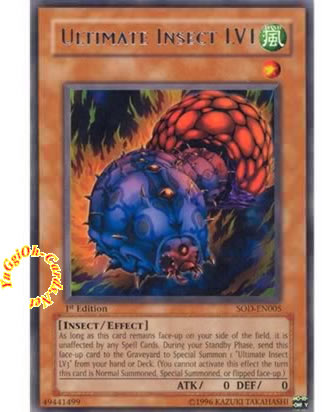 ULTIMATE INSECT LV1
風
YuGgiOh-Cards.Net
1st Edition
SOD-EN005
[INSECT/EFFECT]
As long as this card remains face-up on your side of the field, it is
unaffected by any Spell Cards. During your Standby Phase, send this
face-up card to the Graveyard to Special Summon 1 "Ultimate Insect
LV3" from your hand or Deck. (You cannot activate this effect the turn
this card is Normal Summoned, Special Summoned, or flipped face-up.)
ATK/ 0 DEF/ 0
49441499
©1996 KAZUKI TAKAHASHI